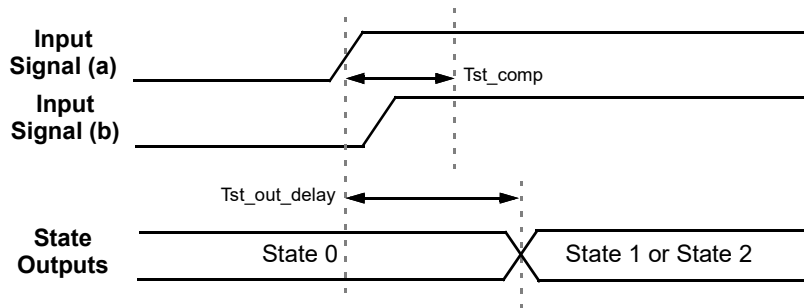 Input
Signal (a)
Tst_comp
Input
Signal (b)
Tst_out_delay
State
Outputs
State 0
State 1 or State 2